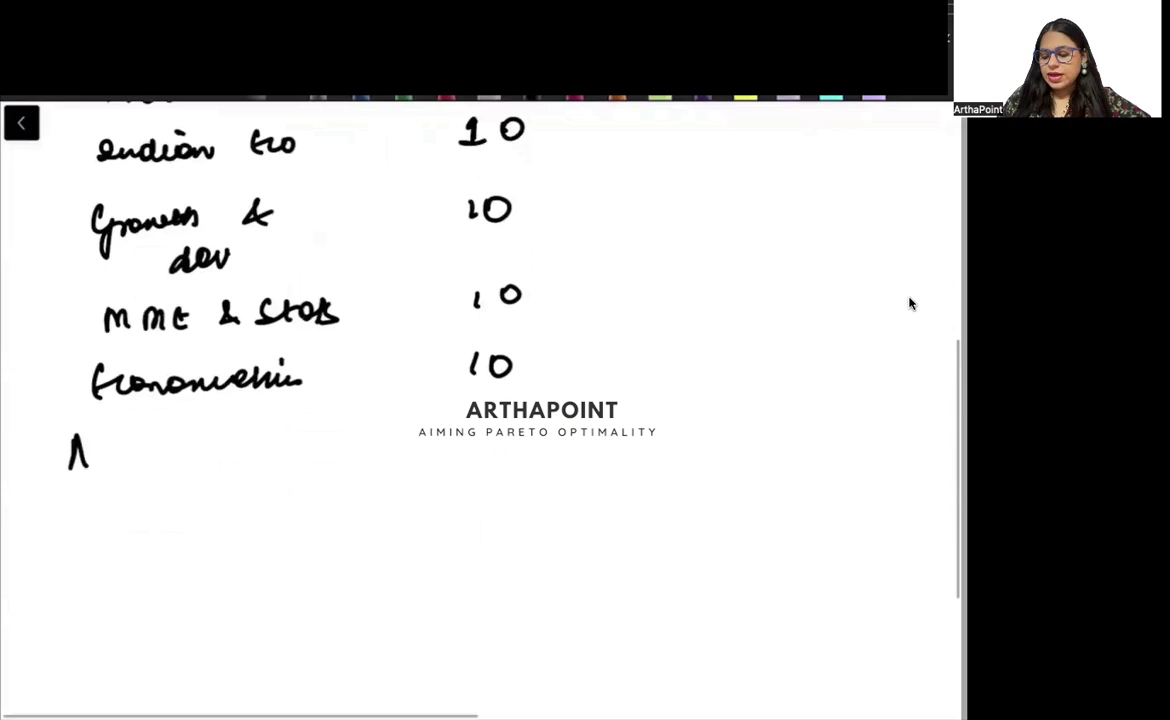 Indian Eco 10
Growth & 10
dev
MME & Stats 10
Econometrics 10
ARTHAPOINT
AIMING PARETO OPTIMALITY
ArthaPoint